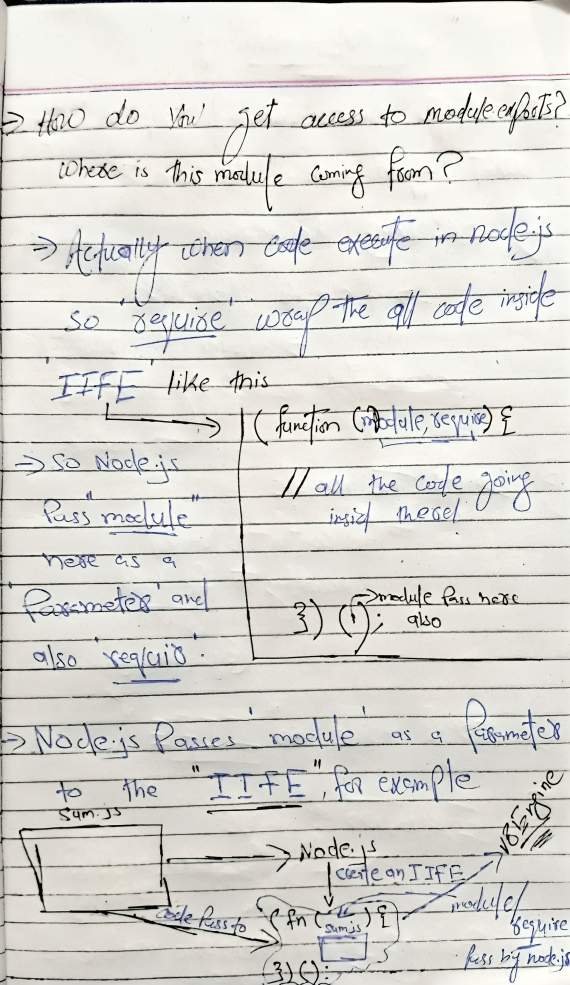 → How do you get access to module exports?
Where is this module coming from?
→ Actually when code execute in node.js
so 'require' wrap the all code inside
'IIFE' like this
( function (module, require) {
→ So Node.js
Pass "module"
here as a
'Parameter' and
also 'requir'.
// all the code going
insid there
}) (); → module Pass here
also
→ Node.js Passes 'module' as a Parameter
to the "IIFE", for example
Sum.js
→ Node.js
V8 Engine
create an IIFE
code Pass to
( fn (
) {
sum.js
}) ();
module/
require
Pass by node.js